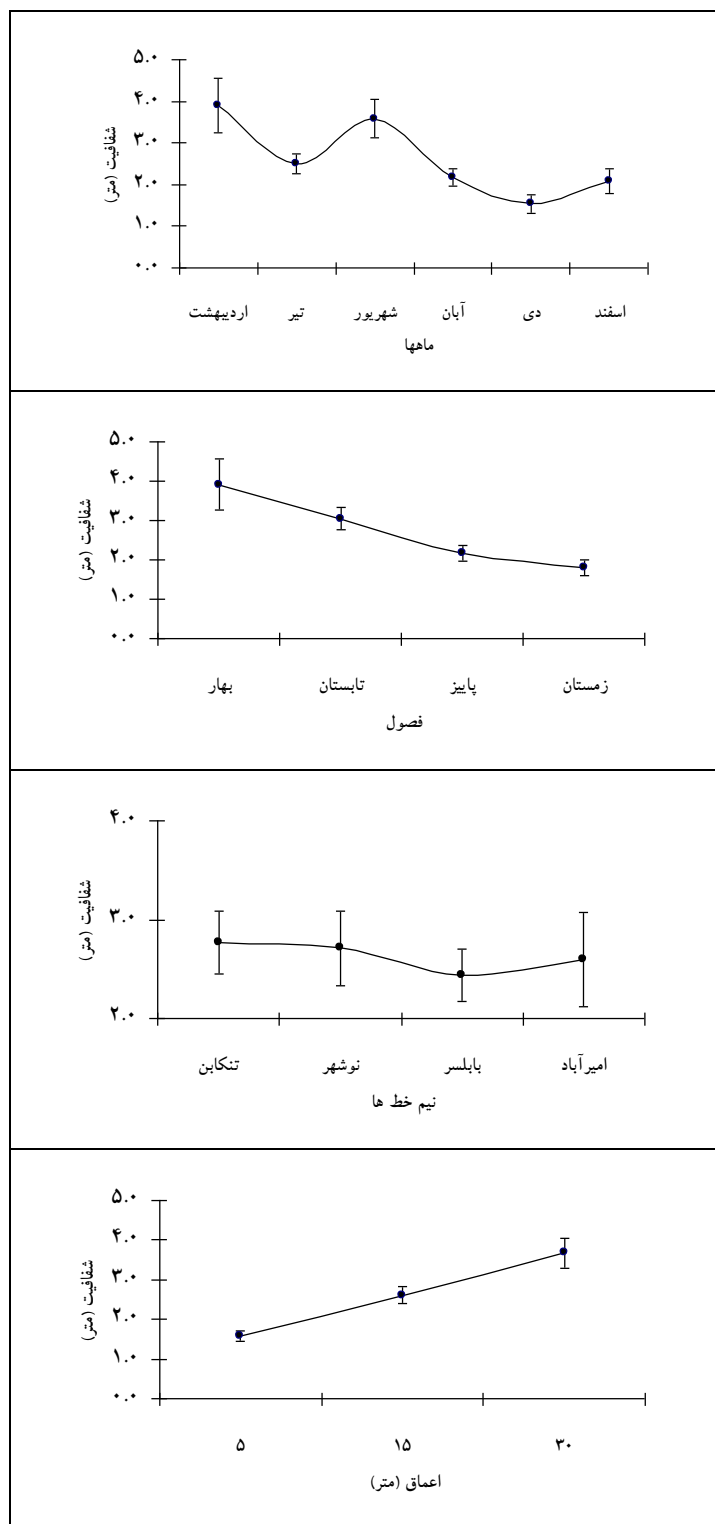 شفافیت (متر)
۵.۰
۴.۰
۳.۰
۲.۰
۱.۰
۰.۰
اردیبهشت تیر شهریور آبان دی اسفند
ماهها
شفافیت (متر)
۵.۰
۴.۰
۳.۰
۲.۰
۱.۰
۰.۰
بهار تابستان پاییز زمستان
فصول
شفافیت (متر)
۴.۰
۳.۰
۲.۰
تنکابن نوشهر بابلسر امیرآباد
نیم خط ها
شفافیت (متر)
۵.۰
۴.۰
۳.۰
۲.۰
۱.۰
۰.۰
۵ ۱۵ ۳۰
اعماق (متر)